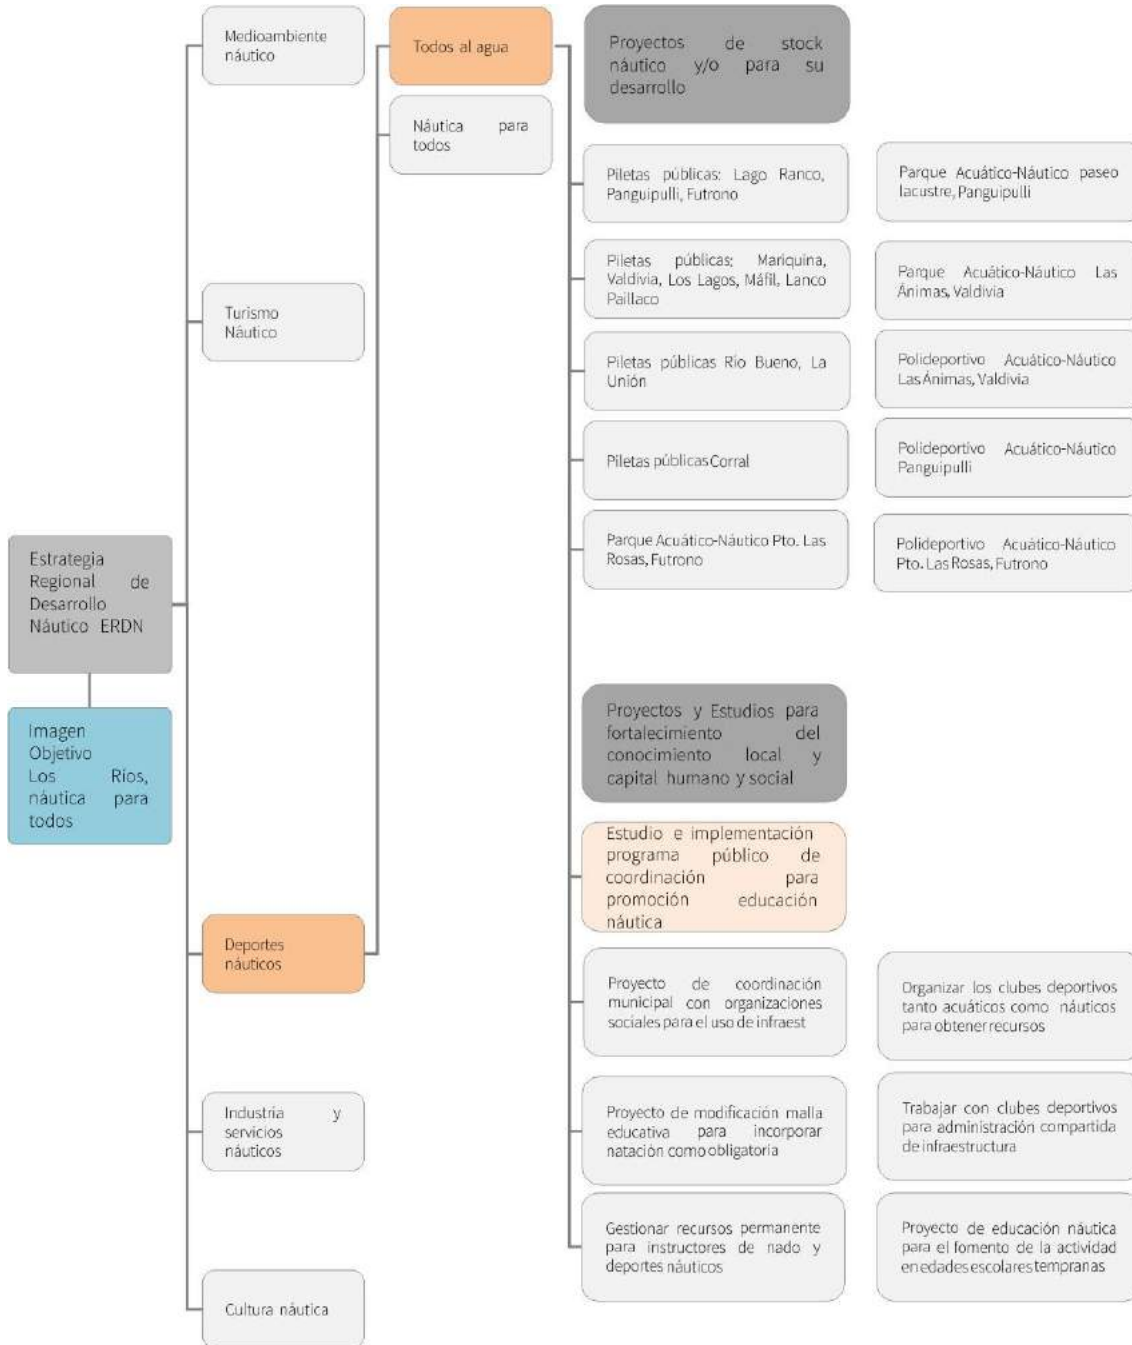 Estrategia
Regional de
Desarrollo
Náutico ERDN
Imagen
Objetivo
Los Ríos,
náutica para
todos
Medioambiente
náutico
Turismo
Náutico
Deportes
náuticos
Industria y
servicios
náuticos
Cultura náutica
Todos al agua
Náutica para
todos
Proyectos de stock
náutico y/o para su
desarrollo
Piletas públicas: Lago Ranco,
Panguipulli, Futrono
Parque Acuático-Náutico paseo
lacustre, Panguipulli
Piletas públicas: Mariquina,
Valdivia, Los Lagos, Máfil, Lanco
Paillaco
Parque Acuático-Náutico Las
Ánimas, Valdivia
Piletas públicas Río Bueno, La
Unión
Polideportivo Acuático-Náutico
Las Ánimas, Valdivia
Piletas públicas Corral
Polideportivo Acuático-Náutico
Panguipulli
Parque Acuático-Náutico Pto. Las
Rosas, Futrono
Polideportivo Acuático-Náutico
Pto. Las Rosas, Futrono
Proyectos y Estudios para
fortalecimiento del
conocimiento local y
capital humano y social
Estudio e implementación
programa público de
coordinación para
promoción educación
náutica
Proyecto de coordinación
municipal con organizaciones
sociales para el uso de infraest
Organizar los clubes deportivos
tanto acuáticos como náuticos
para obtener recursos
Proyecto de modificación malla
educativa para incorporar
natación como obligatoria
Trabajar con clubes deportivos
para administración compartida
de infraestructura
Gestionar recursos permanente
para instructores de nado y
deportes náuticos
Proyecto de educación náutica
para el fomento de la actividad
en edades escolares tempranas